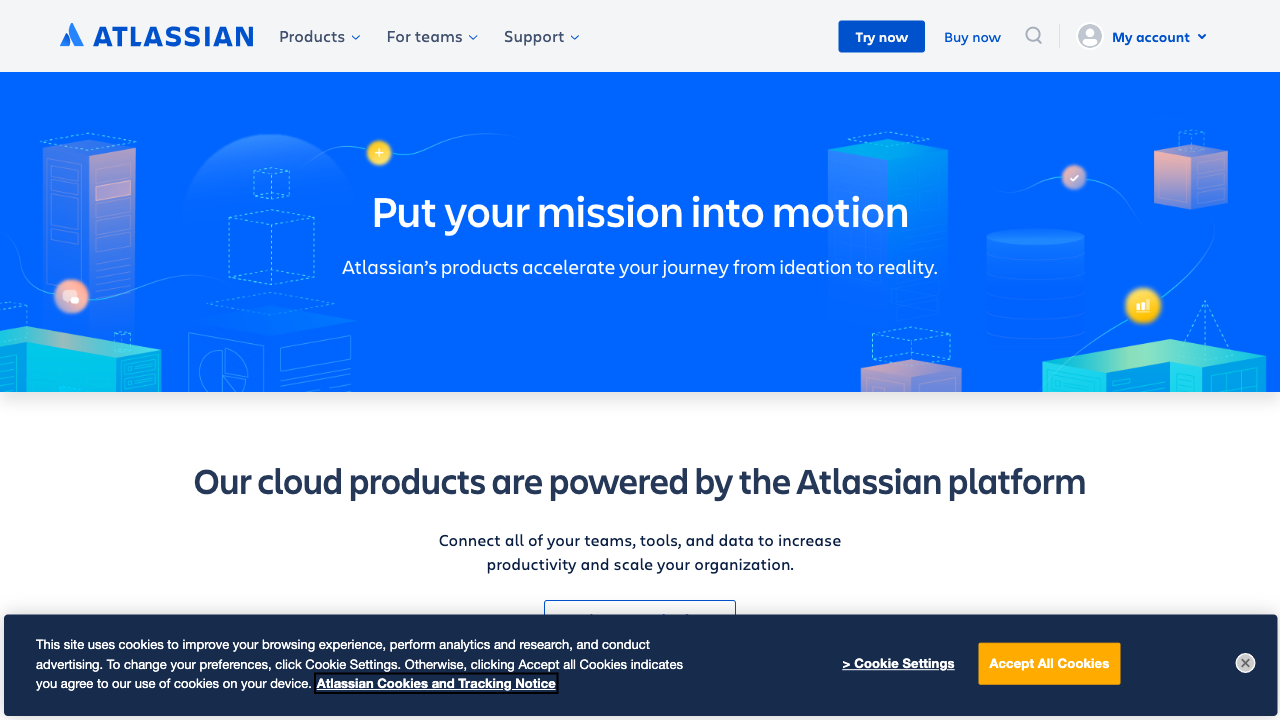 ATLASSIAN
Products
For teams
Support
Try now
Buy now
My account
Put your mission into motion
Atlassian’s products accelerate your journey from ideation to reality.
Our cloud products are powered by the Atlassian platform
Connect all of your teams, tools, and data to increase
productivity and scale your organization.
This site uses cookies to improve your browsing experience, perform analytics and research, and conduct
advertising. To change your preferences, click Cookie Settings. Otherwise, clicking Accept all Cookies indicates
you agree to our use of cookies on your device. Atlassian Cookies and Tracking Notice
> Cookie Settings
Accept All Cookies